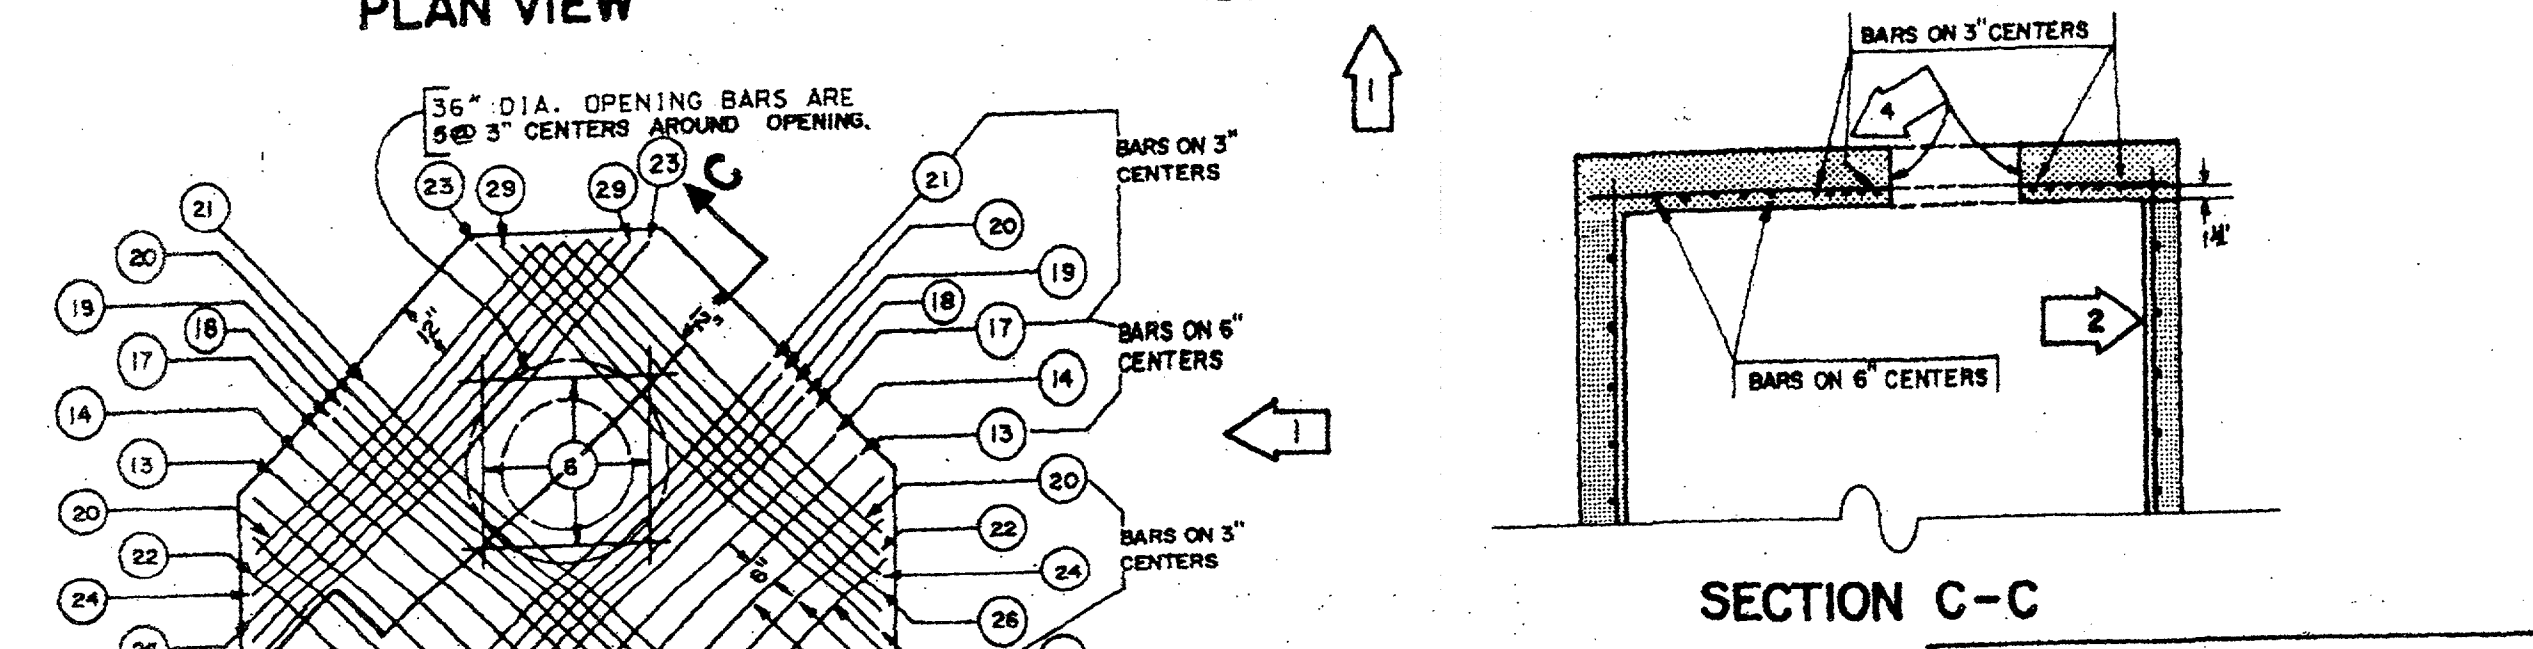 PLAN VIEW
36" DIA. OPENING BARS ARE
5@ 3" CENTERS AROUND OPENING.
23
29
29
23
C
21
20
19
18
17
14
13
20
22
24
12"
12"
8
6"
21
20
19
18
17
14
13
20
22
24
26
BARS ON 3"
CENTERS
BARS ON 6"
CENTERS
BARS ON 3"
CENTERS
1
1
BARS ON 3" CENTERS
4
2
BARS ON 6" CENTERS
SECTION C-C